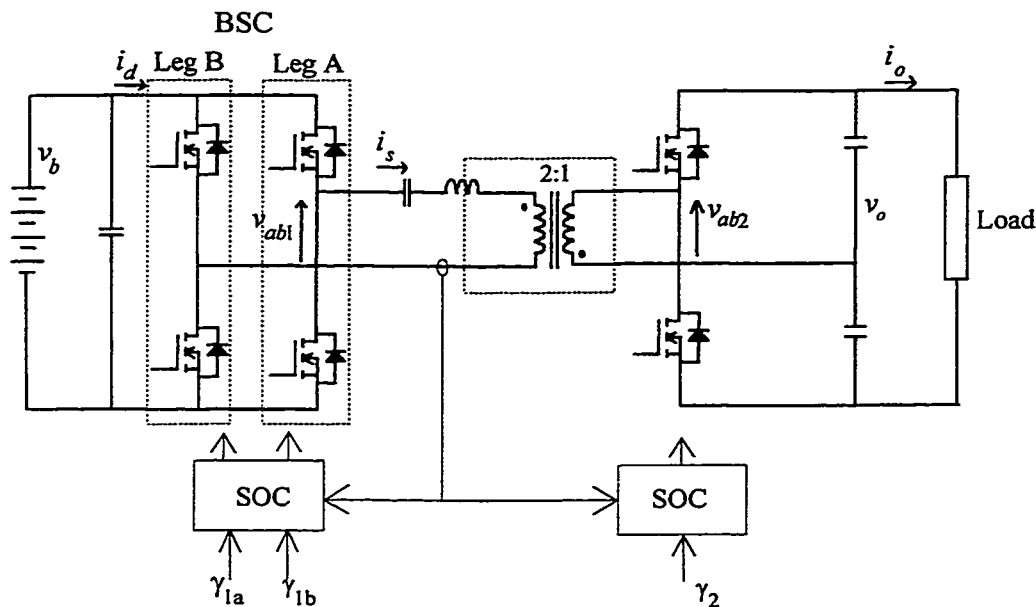 BSC
Leg B
Leg A
i_d
i_o
v_b
i_s
2:1
v_ab1
v_ab2
v_o
Load
SOC
SOC
γ_1a
γ_1b
γ_2